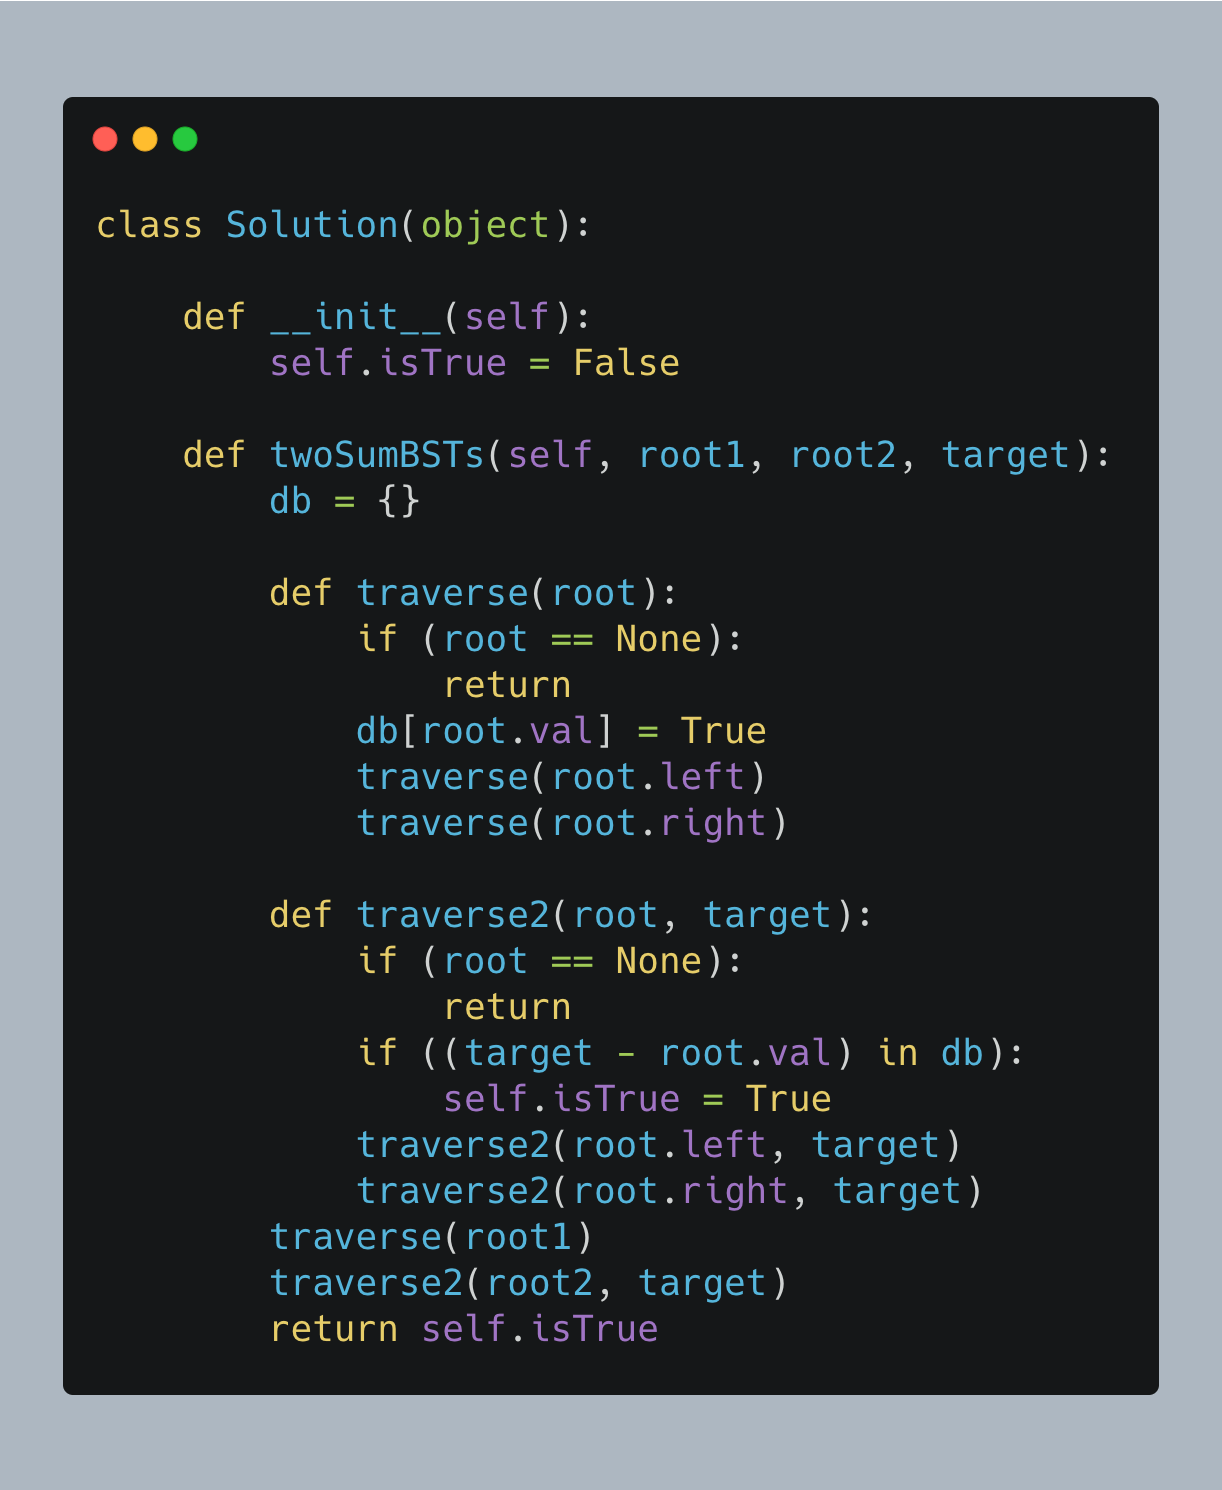 class Solution(object):

    def __init__(self):
        self.isTrue = False

    def twoSumBSTs(self, root1, root2, target):
        db = {}

        def traverse(root):
            if (root == None):
                return
            db[root.val] = True
            traverse(root.left)
            traverse(root.right)

        def traverse2(root, target):
            if (root == None):
                return
            if ((target - root.val) in db):
                self.isTrue = True
            traverse2(root.left, target)
            traverse2(root.right, target)
        traverse(root1)
        traverse2(root2, target)
        return self.isTrue